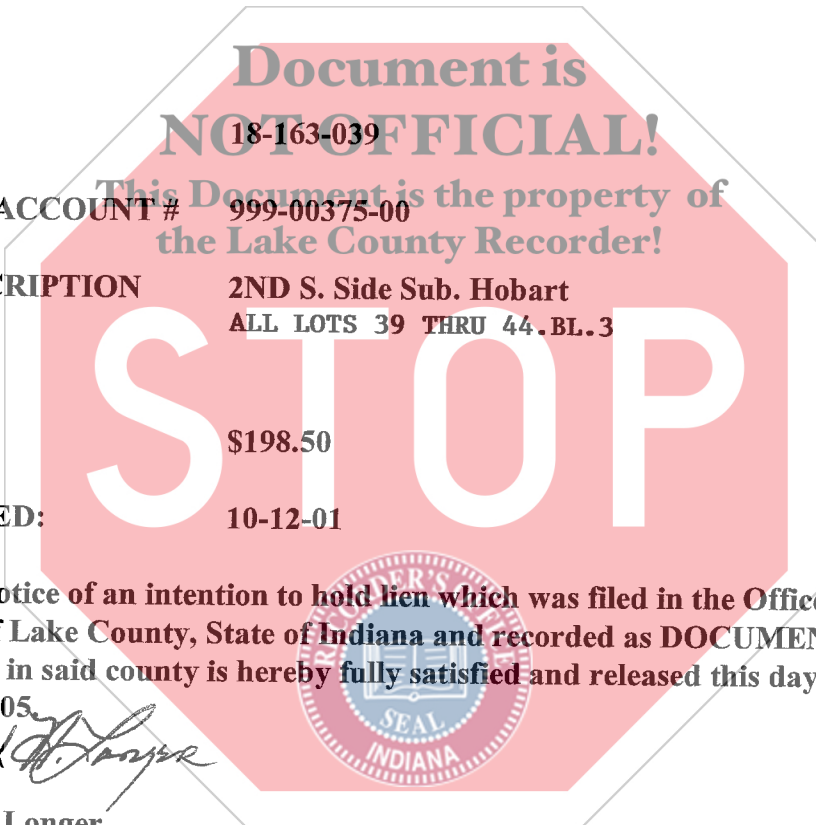 Document is
NOT OFFICIAL!
18-163-039
This Document is the property of
ACCOUNT # 999-00375-00
the Lake County Recorder!
RIPTION 2ND S. Side Sub. Hobart
ALL LOTS 39 THRU 44.BL.3
STOP
$198.50
ED: 10-12-01
otice of an intention to hold lien which was filed in the Office
f Lake County, State of Indiana and recorded as DOCUMEN
in said county is hereby fully satisfied and released this day
05.
RECORDER'S OFFICE
SEAL
INDIANA
Longer